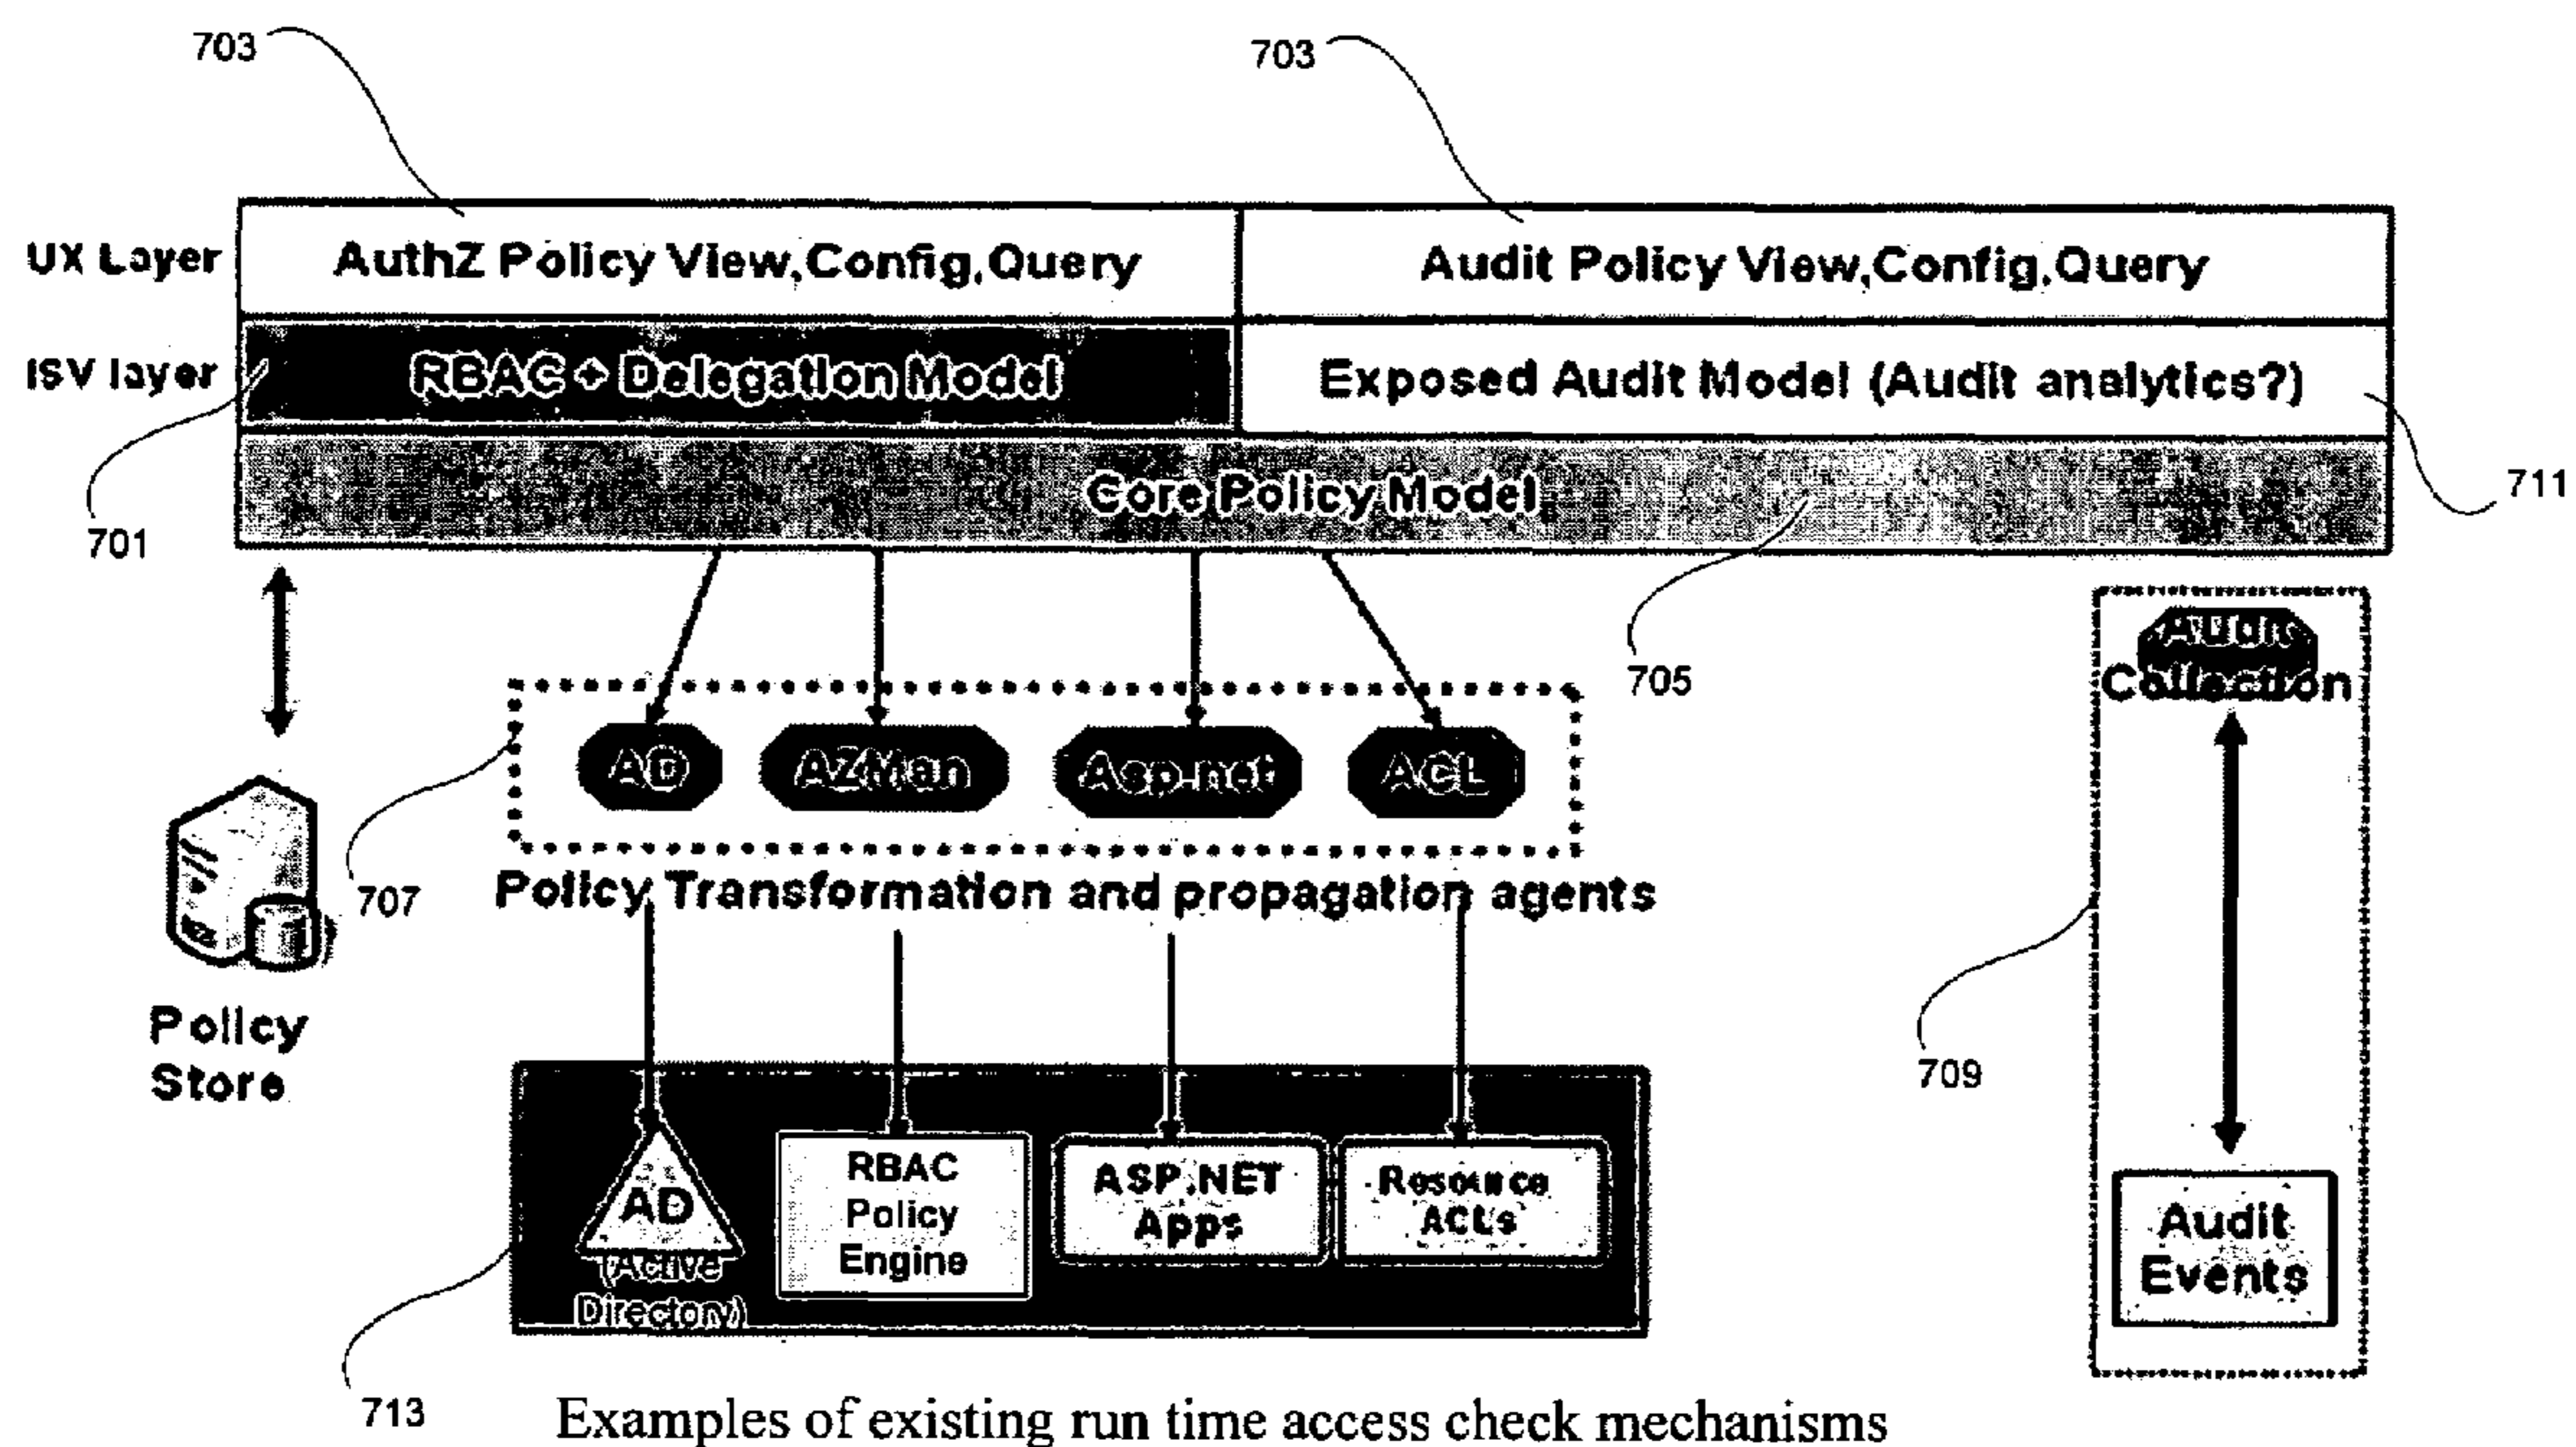 703
703
UX Layer
AuthZ Policy View,Config,Query
Audit Policy View,Config,Query
ISV layer
RBAC + Delegation Model
Exposed Audit Model (Audit analytics?)
Core Policy Model
711
701
705
Audit
Collection
AD
AZMan
Asp.net
ACL
707
Policy Transformation and propagation agents
Policy
Store
709
AD
(Active
Directory)
RBAC
Policy
Engine
ASP.NET
Apps
Resource
ACLs
Audit
Events
713
Examples of existing run time access check mechanisms